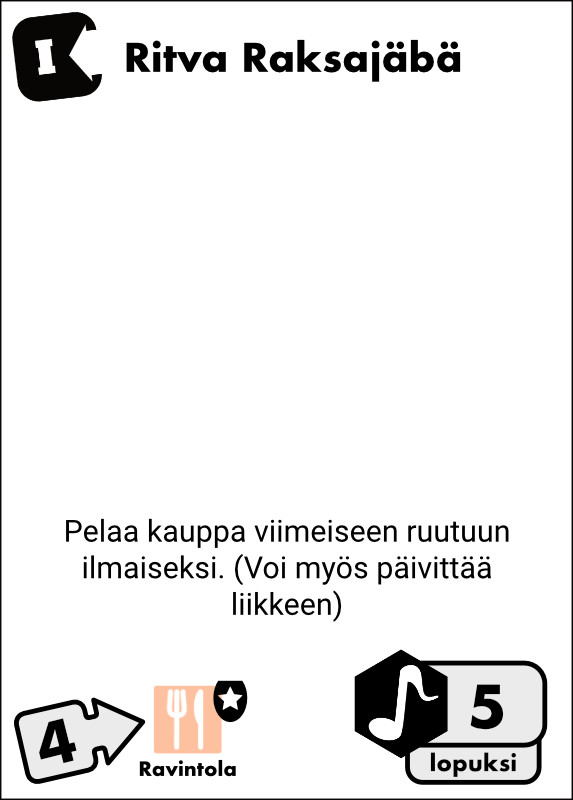 I
Ritva Raksajäbä
Pelaa kauppa viimeiseen ruutuun
ilmaiseksi. (Voi myös päivittää
liikkeen)
4
Ravintola
5
lopuksi